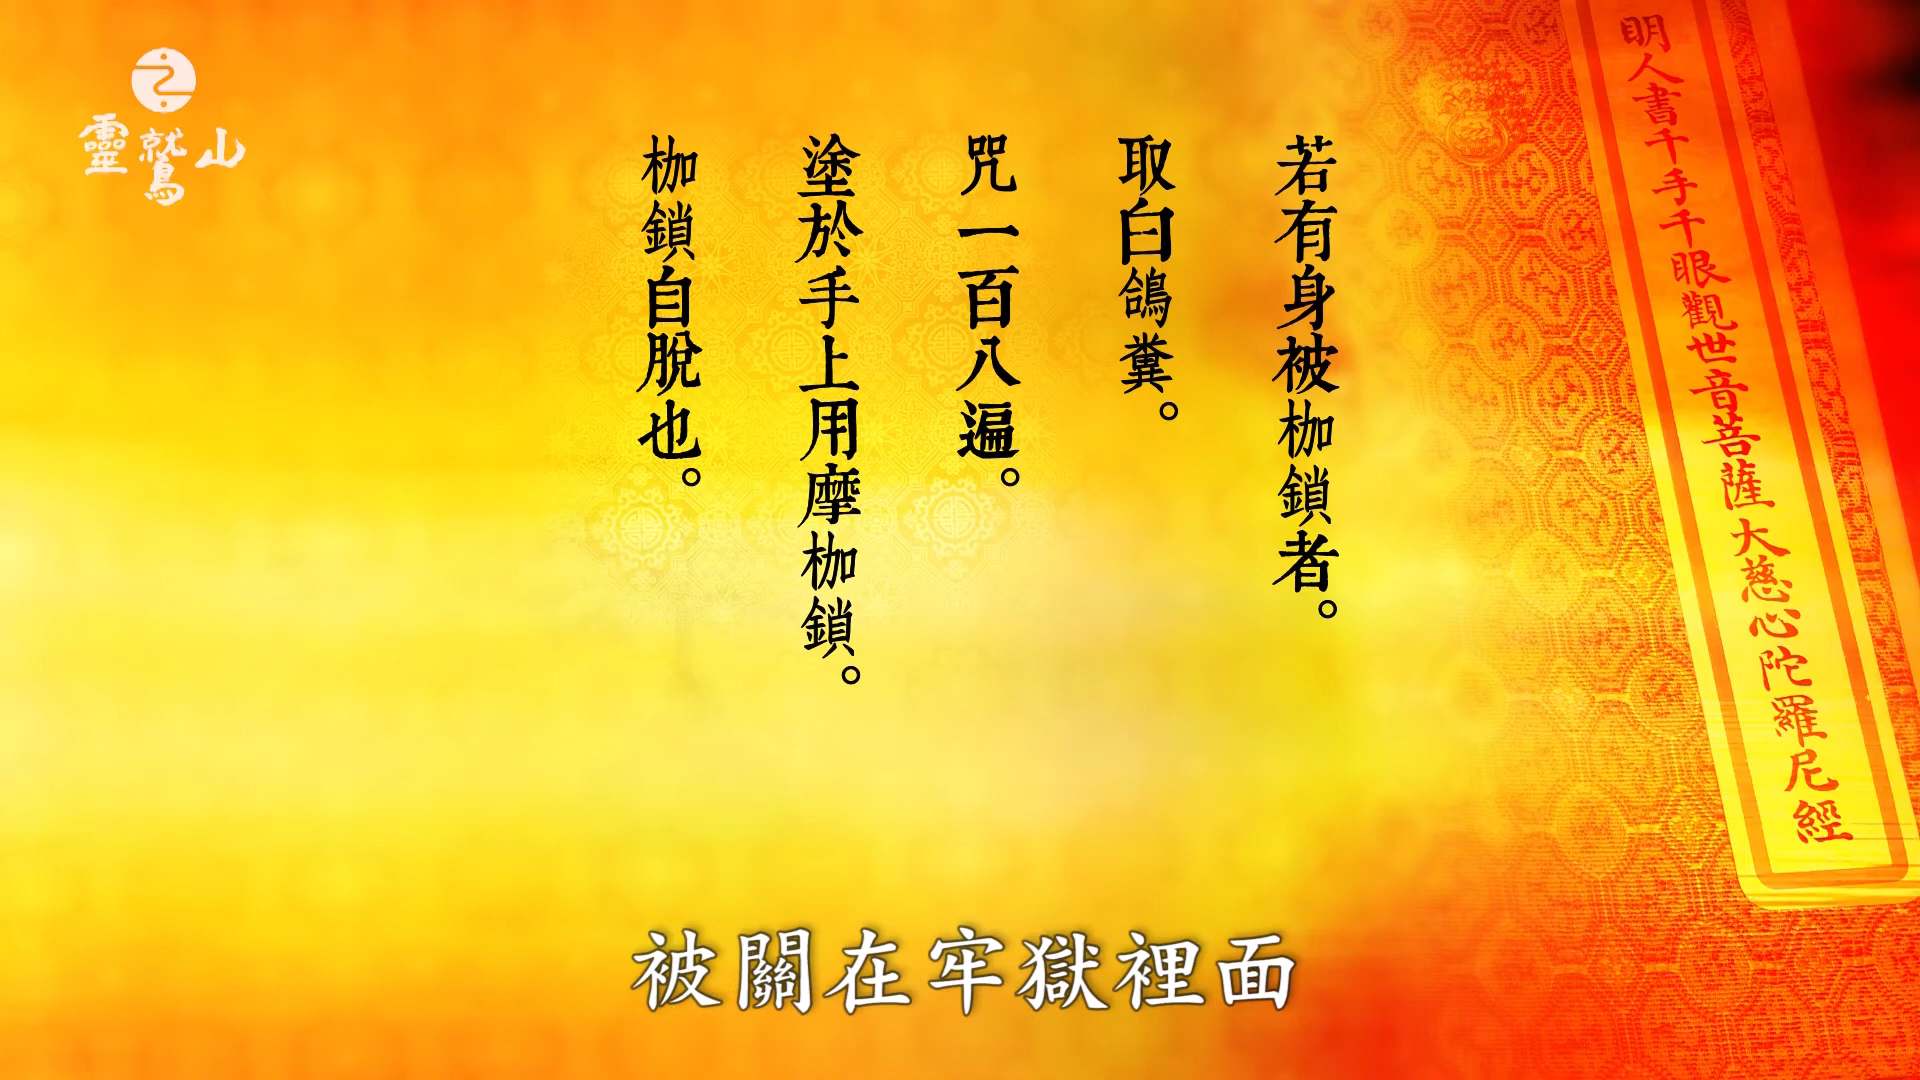 靈鷲山
明人書千手千眼觀世音菩薩大慈心陀羅尼經
若有身被枷鎖者。
取白鴿糞。
咒一百八遍。
塗於手上用摩枷鎖。
枷鎖自脫也。
被關在牢獄裡面